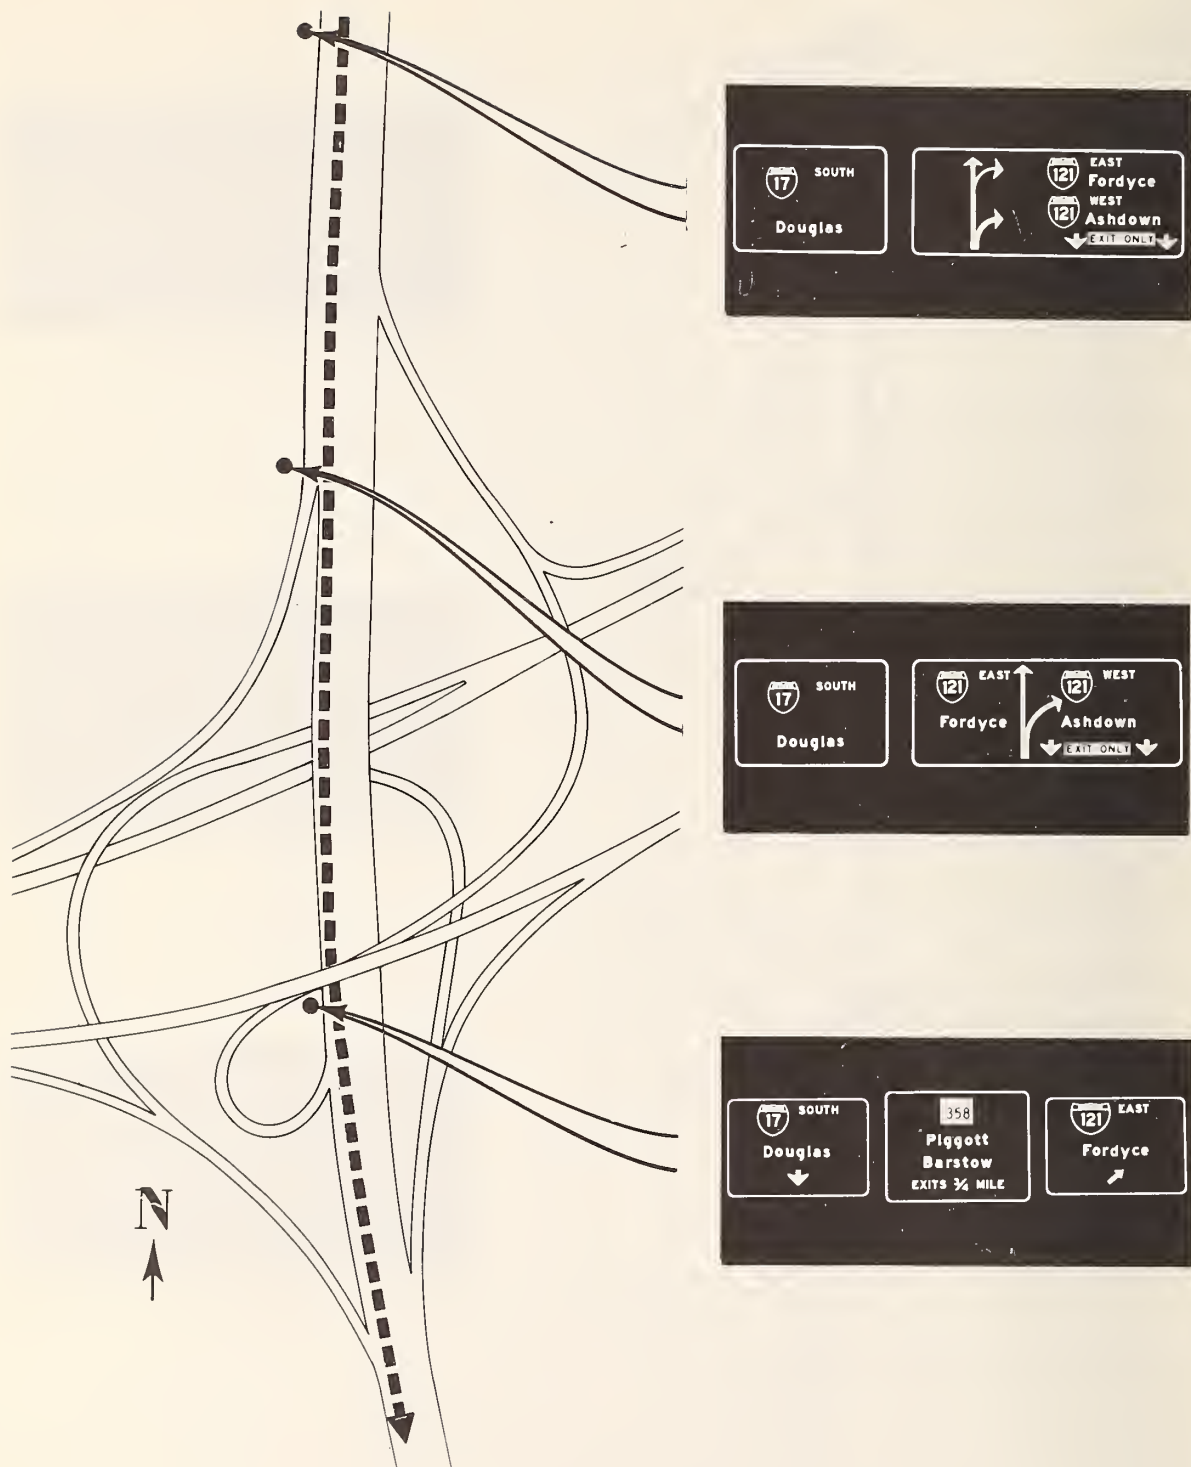 17 SOUTH
Douglas
121 EAST
Fordyce
121 WEST
Ashdown
EXIT ONLY
17 SOUTH
Douglas
121 EAST
Fordyce
121 WEST
Ashdown
EXIT ONLY
17 SOUTH
Douglas
358
Piggott
Barstow
EXITS ¾ MILE
121 EAST
Fordyce
N